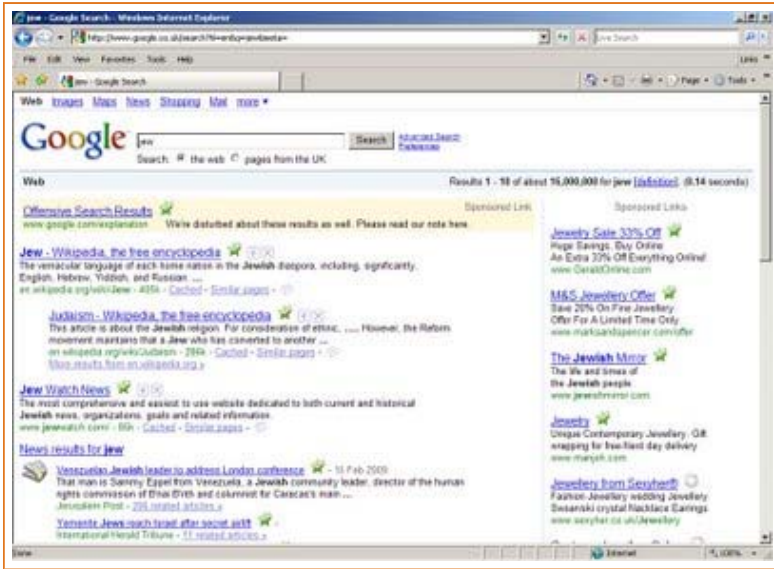 jew - Google Search - Windows Internet Explorer
Live Search
File Edit View Favorites Tools Help
Links
jew - Google Search
Page Tools
Web Images Maps News Shopping Mail more ▼
Google
jew
Search
Advanced Search
Preferences
Search: the web pages from the UK
Web
Results 1 - 10 of about 16,000,000 for jew [definition]. (0.14 seconds)
Offensive Search Results
Sponsored Link
www.google.com/explanation We're disturbed about these results as well. Please read our note here.
Jew - Wikipedia, the free encyclopedia
The vernacular language of each home nation in the Jewish diaspora, including, significantly,
English, Hebrew, Yiddish, and Russian. ...
en.wikipedia.org/wiki/Jew - Cached - Similar pages -
Judaism - Wikipedia, the free encyclopedia
This article is about the Jewish religion. For consideration of ethnic, ..... However, the Reform
movement maintains that a Jew who has converted to another ...
en.wikipedia.org/wiki/Judaism - Cached - Similar pages -
More results from en.wikipedia.org »
Jew Watch News
The most comprehensive and easiest to use website dedicated to both current and historical
Jewish news, organizations, goals and related information.
www.jewwatch.com/ - Cached - Similar pages -
News results for jew
Venezuelan Jewish leader to address London conference - Feb 2009
That man is Sammy Eppel from Venezuela, a Jewish community leader, director of the human
rights commission of B'nai B'rith and columnist for Caracas's main ...
Jerusalem Post - related articles »
Yemenite Jews reach Israel after secret airlift -
International Herald Tribune - 11 related articles »
Sponsored Links
Jewelry Sale 33% Off
Huge Savings. Buy Online
An Extra 33% Off Everything Online!
www.GeraldOnline.com
M&S Jewellery Offer
Save 20% On Fine Jewellery
Offer For A Limited Time Only
www.marksandspencer.com/offer
The Jewish Mirror
The life and times of
the Jewish people
www.jewishmirror.com
Jewelry
Unique Contemporary Jewellery. Gift
wrapping for free-Next day delivery
Jewellery from Sexyher®
Fashion Jewellery wedding Jewellery
Swarovski crystal Necklace Earrings
www.sexyher.co.uk/Jewellery
Done
Internet
100%